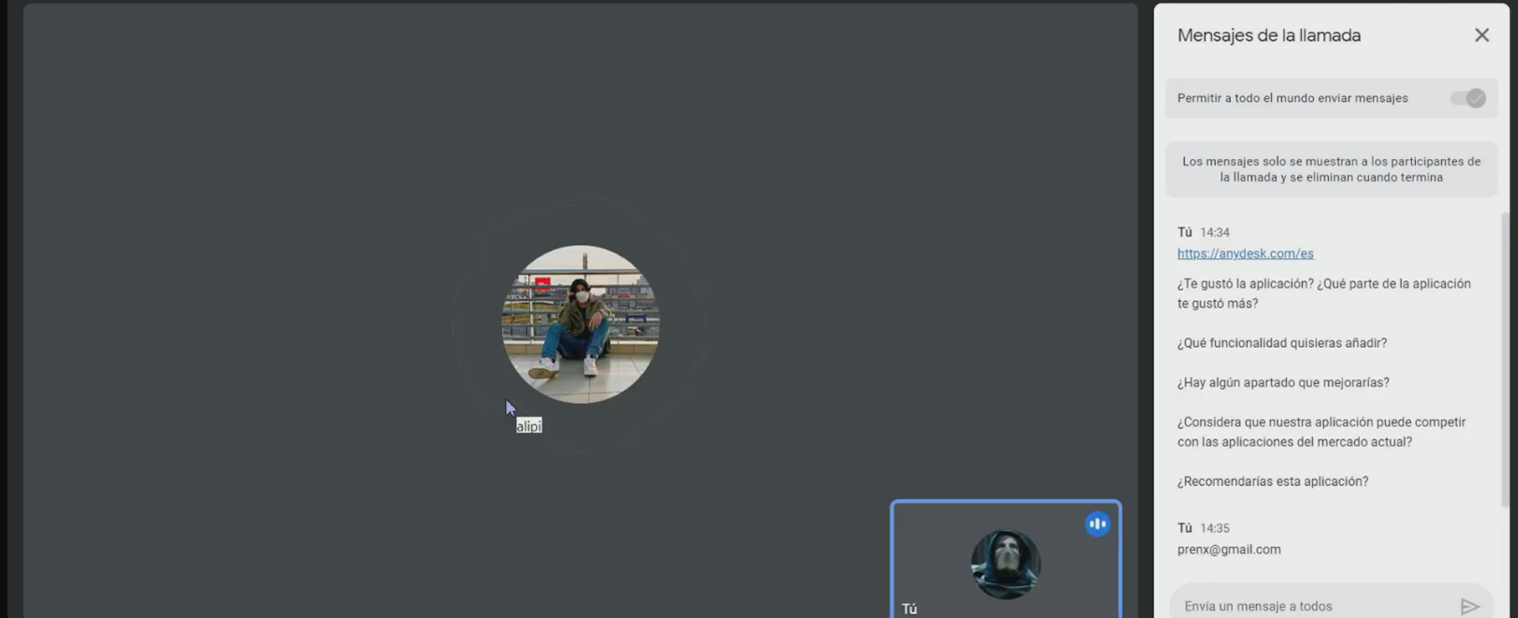 Mensajes de la llamada
Permitir a todo el mundo enviar mensajes
Los mensajes solo se muestran a los participantes de
la llamada y se eliminan cuando termina
Tú 14:34
https://anydesk.com/es
¿Te gustó la aplicación? ¿Qué parte de la aplicación
te gustó más?
¿Qué funcionalidad quisieras añadir?
¿Hay algún apartado que mejorarías?
¿Considera que nuestra aplicación puede competir
con las aplicaciones del mercado actual?
¿Recomendarías esta aplicación?
Tú 14:35
prenx@gmail.com
Envía un mensaje a todos
alipi
Tú